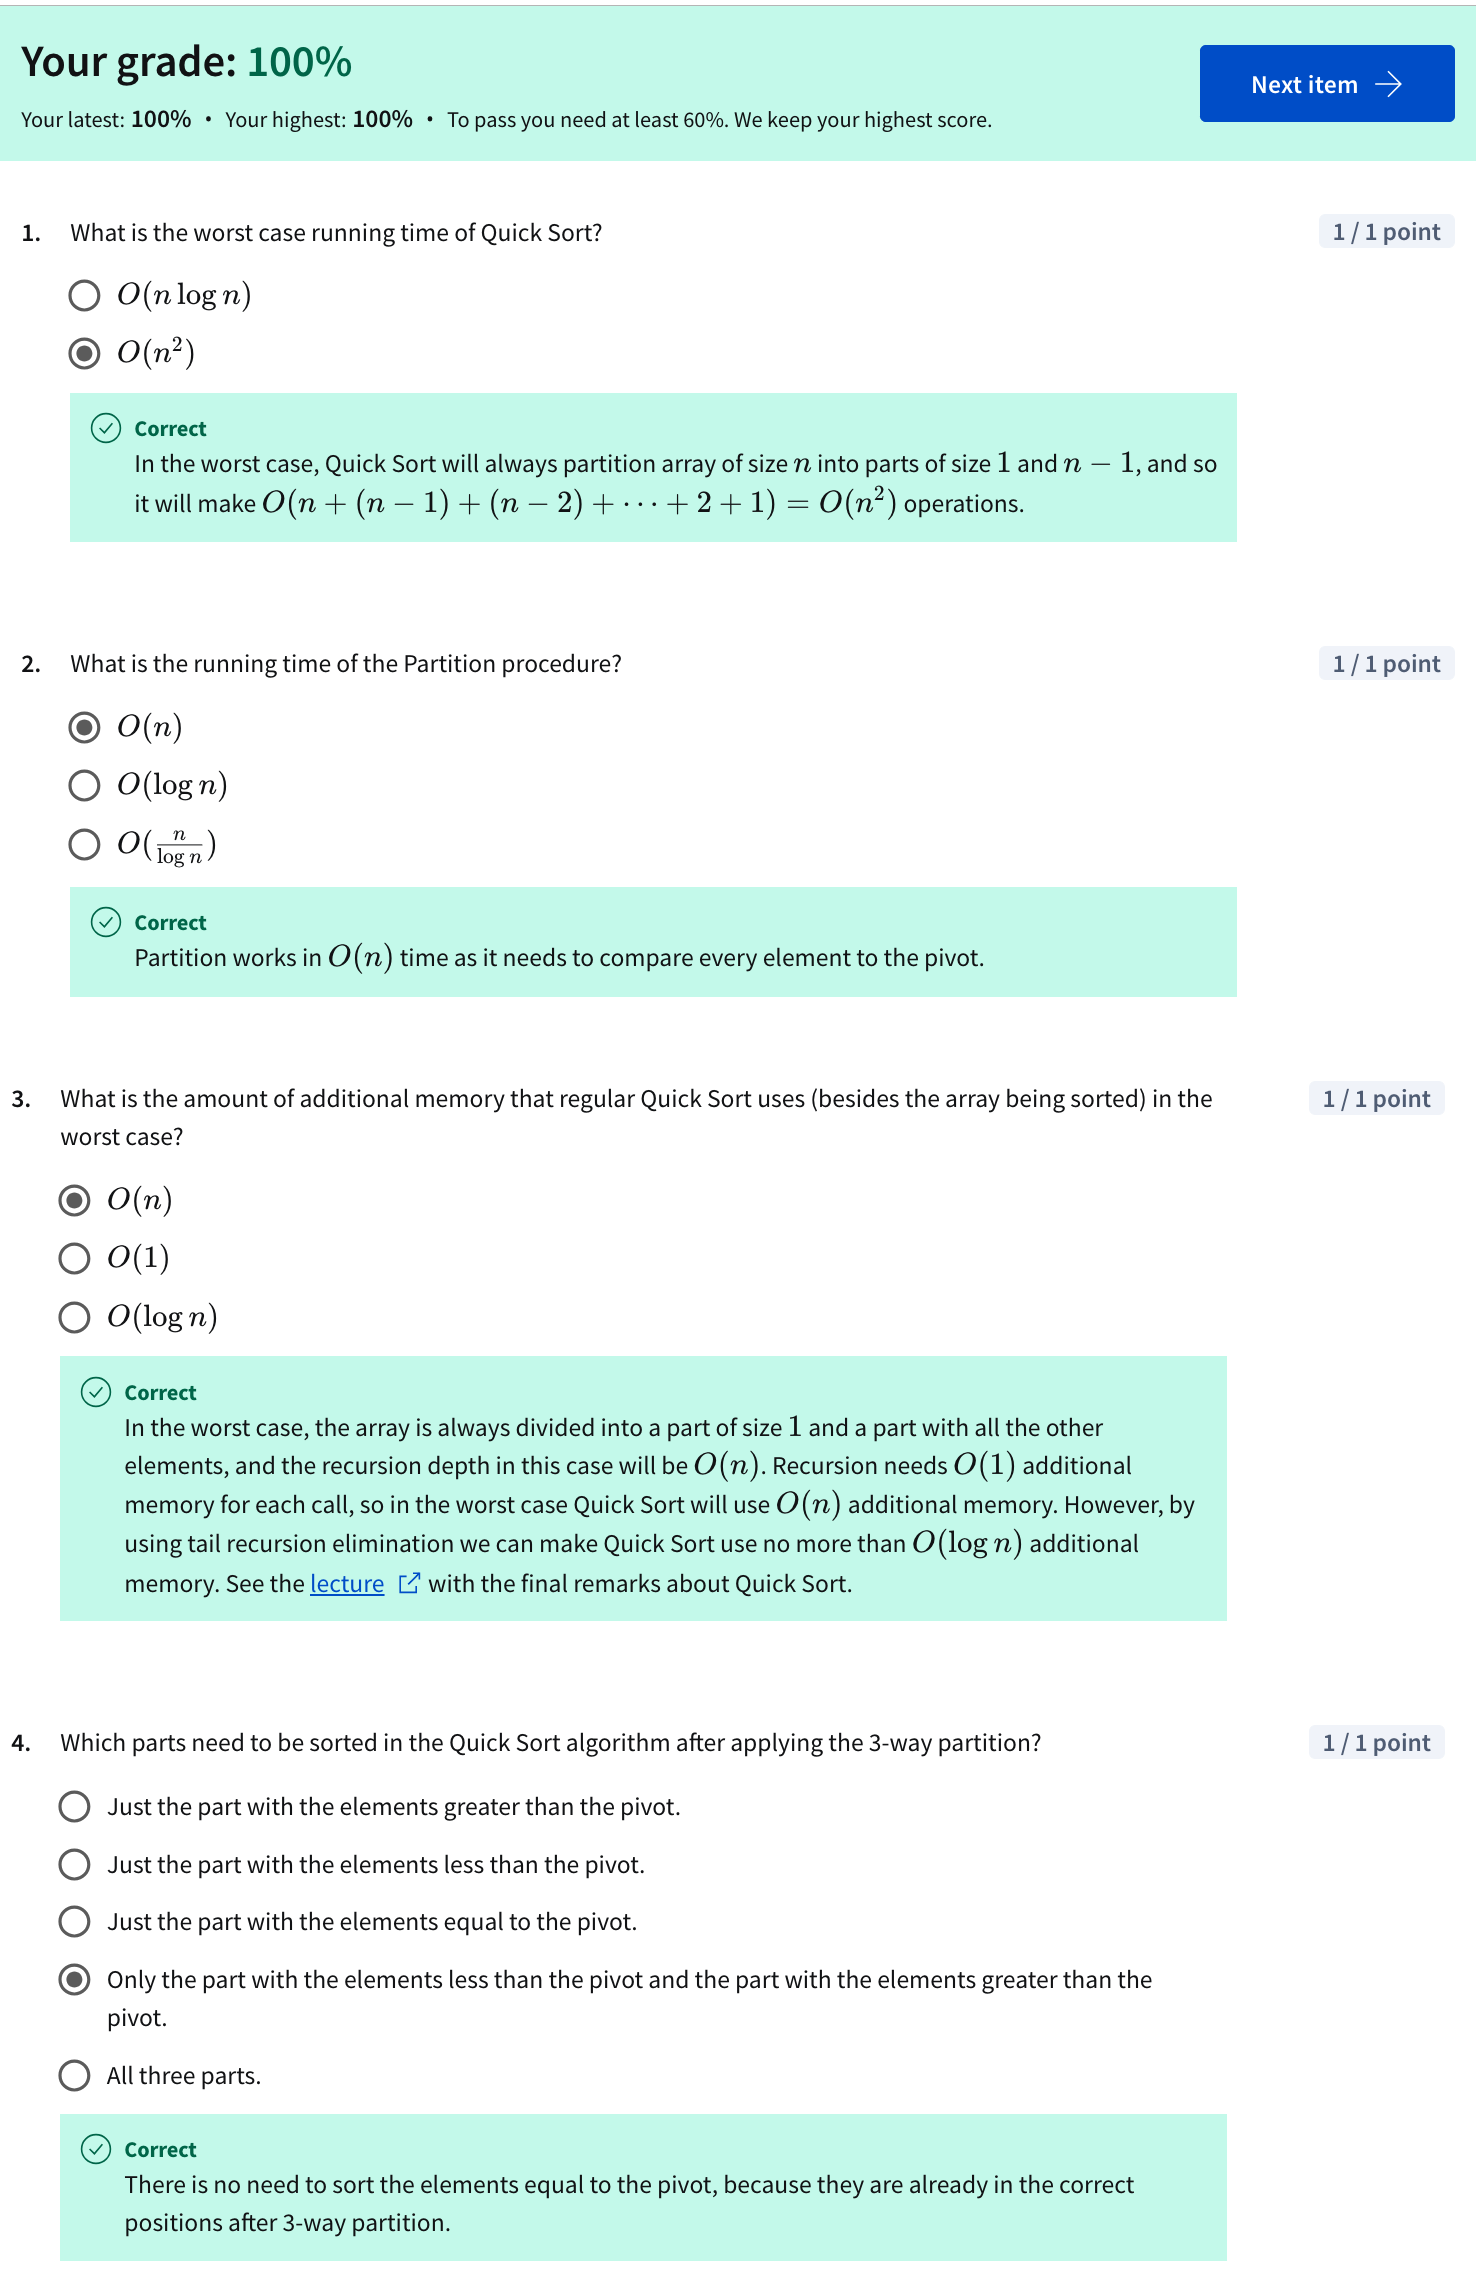 Your grade: 100%
Next item →
Your latest: 100% • Your highest: 100% • To pass you need at least 60%. We keep your highest score.
1. What is the worst case running time of Quick Sort? 1 / 1 point
O(n log n)
O(n²)
Correct
In the worst case, Quick Sort will always partition array of size n into parts of size 1 and n − 1, and so
it will make O(n + (n − 1) + (n − 2) + ⋯ + 2 + 1) = O(n²) operations.
2. What is the running time of the Partition procedure? 1 / 1 point
O(n)
O(log n)
O(n/log n)
Correct
Partition works in O(n) time as it needs to compare every element to the pivot.
3. What is the amount of additional memory that regular Quick Sort uses (besides the array being sorted) in the 1 / 1 point
worst case?
O(n)
O(1)
O(log n)
Correct
In the worst case, the array is always divided into a part of size 1 and a part with all the other
elements, and the recursion depth in this case will be O(n). Recursion needs O(1) additional
memory for each call, so in the worst case Quick Sort will use O(n) additional memory. However, by
using tail recursion elimination we can make Quick Sort use no more than O(log n) additional
memory. See the lecture with the final remarks about Quick Sort.
4. Which parts need to be sorted in the Quick Sort algorithm after applying the 3-way partition? 1 / 1 point
Just the part with the elements greater than the pivot.
Just the part with the elements less than the pivot.
Just the part with the elements equal to the pivot.
Only the part with the elements less than the pivot and the part with the elements greater than the
pivot.
All three parts.
Correct
There is no need to sort the elements equal to the pivot, because they are already in the correct
positions after 3-way partition.